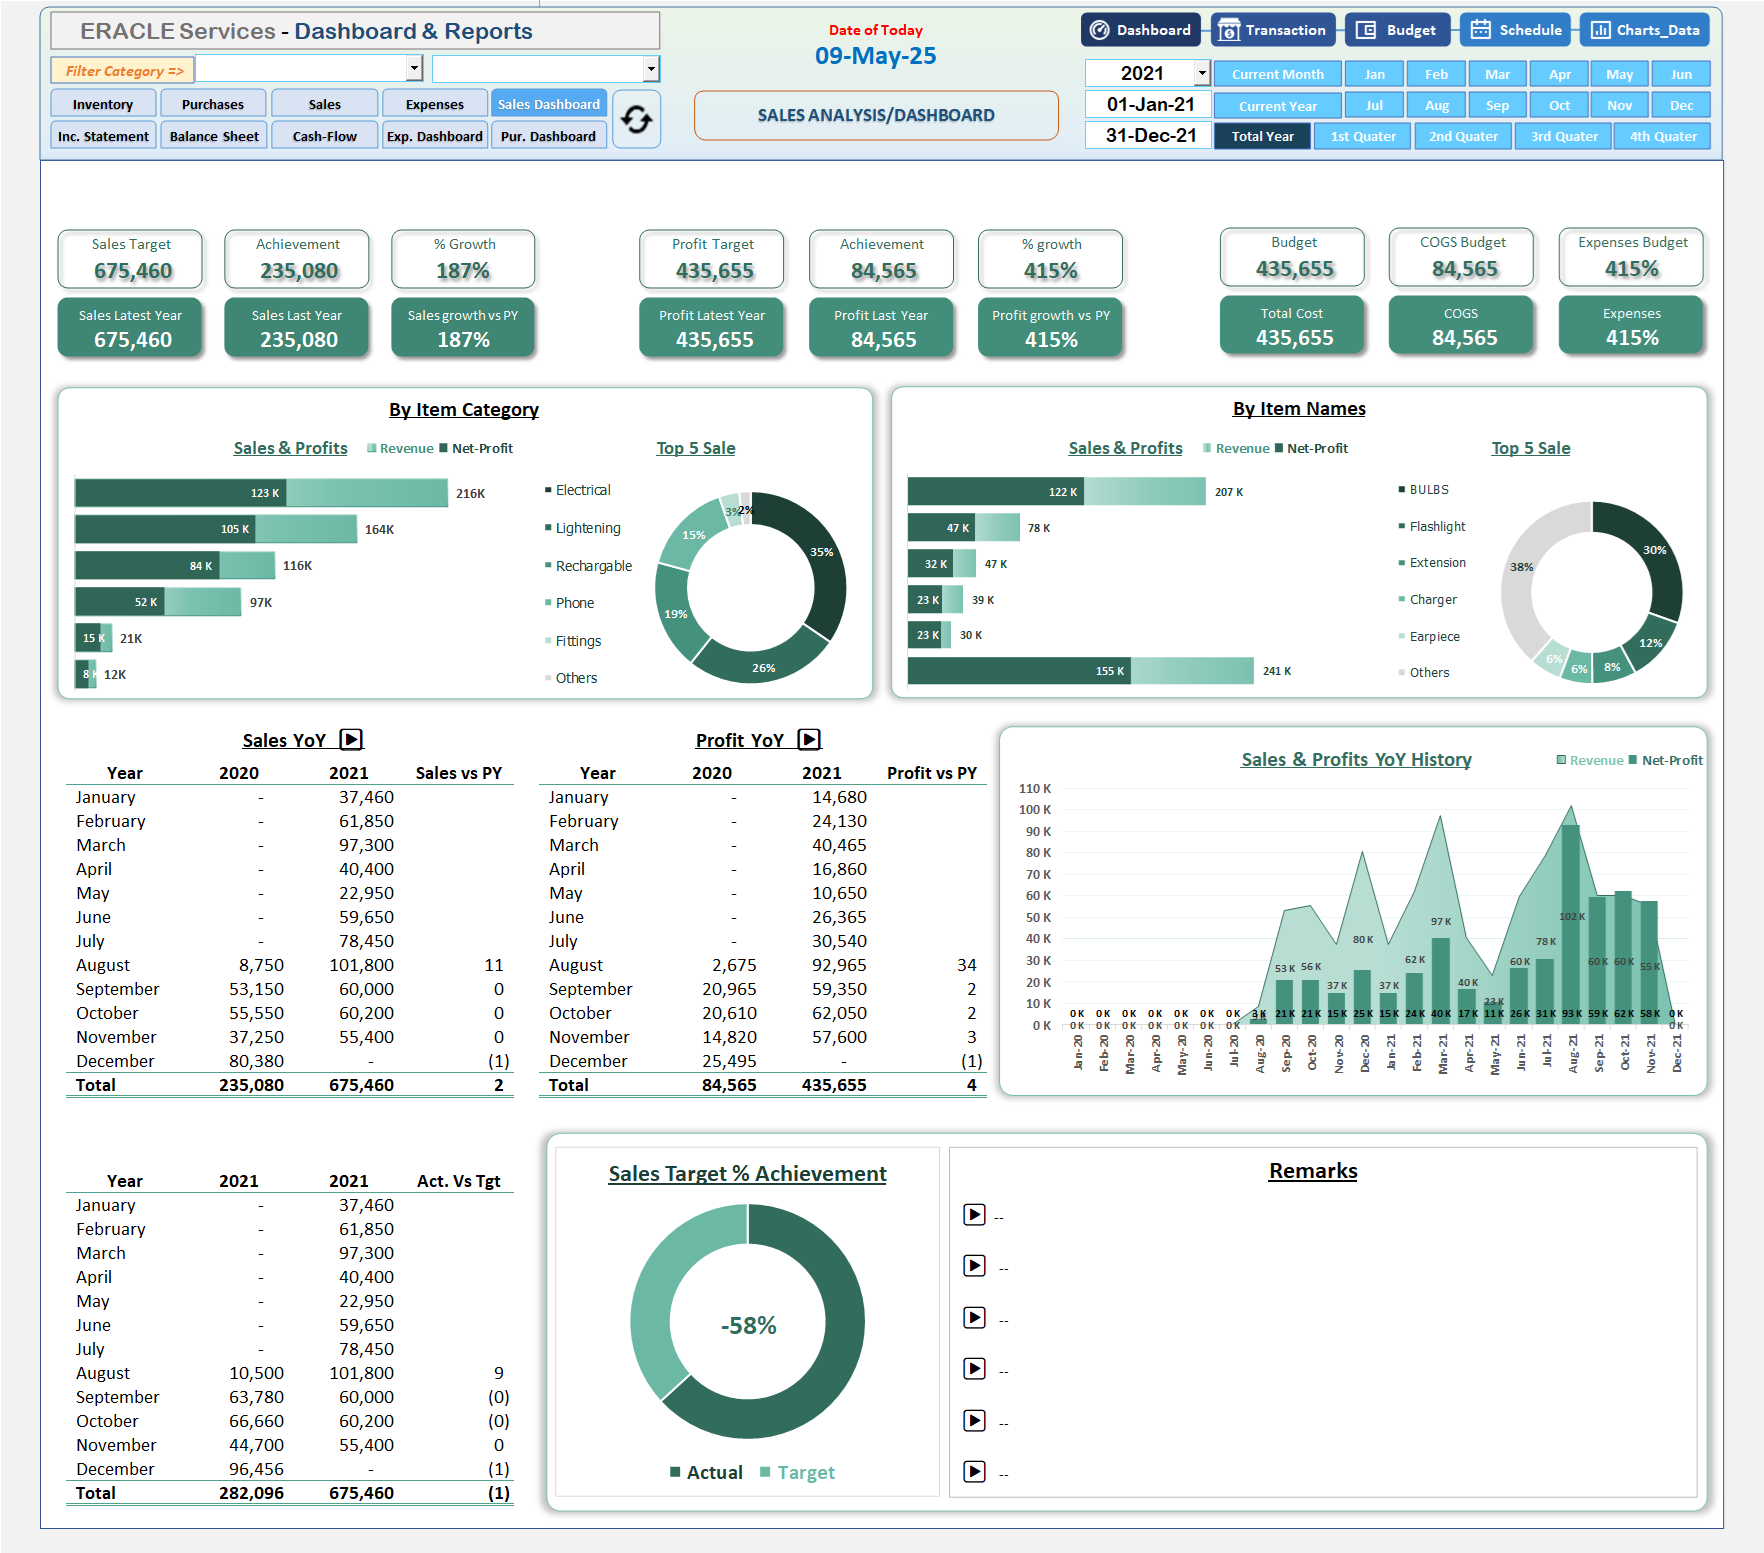 ERACLE Services - Dashboard & Reports
Filter Category =>
Inventory Purchases Sales Expenses Sales Dashboard
Inc. Statement Balance Sheet Cash-Flow Exp. Dashboard Pur. Dashboard
Date of Today
09-May-25
SALES ANALYSIS/DASHBOARD
Dashboard Transaction Budget Schedule Charts_Data
2021 Current Month Jan Feb Mar Apr May Jun
01-Jan-21 Current Year Jul Aug Sep Oct Nov Dec
31-Dec-21 Total Year 1st Quater 2nd Quater 3rd Quater 4th Quater
Sales Target Achievement % Growth Profit Target Achievement % growth Budget COGS Budget Expenses Budget
675,460 235,080 187% 435,655 84,565 415% 435,655 84,565 415%
Sales Latest Year Sales Last Year Sales growth vs PY Profit Latest Year Profit Last Year Profit growth vs PY Total Cost COGS Expenses
675,460 235,080 187% 435,655 84,565 415% 435,655 84,565 415%
By Item Category
Sales & Profits Revenue Net-Profit Top 5 Sale
123 K 216K
105 K 164K
84 K 116K
52 K 97K
15 K 21K
8 K 12K
Electrical
Lightening
Rechargable
Phone
Fittings
Others
35%
26%
19%
15%
3%
2%
By Item Names
Sales & Profits Revenue Net-Profit Top 5 Sale
122 K 207 K
47 K 78 K
32 K 47 K
23 K 39 K
23 K 30 K
155 K 241 K
BULBS
Flashlight
Extension
Charger
Earpiece
Others
30%
12%
8%
6%
6%
38%
Sales YoY
Year 2020 2021 Sales vs PY
January - 37,460
February - 61,850
March - 97,300
April - 40,400
May - 22,950
June - 59,650
July - 78,450
August 8,750 101,800 11
September 53,150 60,000 0
October 55,550 60,200 0
November 37,250 55,400 0
December 80,380 - (1)
Total 235,080 675,460 2
Profit YoY
Year 2020 2021 Profit vs PY
January - 14,680
February - 24,130
March - 40,465
April - 16,860
May - 10,650
June - 26,365
July - 30,540
August 2,675 92,965 34
September 20,965 59,350 2
October 20,610 62,050 2
November 14,820 57,600 3
December 25,495 - (1)
Total 84,565 435,655 4
Sales & Profits YoY History
Revenue Net-Profit
110 K
100 K
90 K
80 K
70 K
60 K
50 K
40 K
30 K
20 K
10 K
0 K
53 K 56 K 37 K 80 K 37 K 62 K 97 K 40 K 23 K 60 K 78 K 102 K 60 K 60 K 55 K
0 K 0 K 0 K 0 K 0 K 0 K 0 K 3 K 21 K 21 K 15 K 25 K 15 K 24 K 40 K 17 K 11 K 26 K 31 K 93 K 59 K 62 K 58 K 0 K
0 K 0 K 0 K 0 K 0 K 0 K 0 K 0 K
Jan-20 Feb-20 Mar-20 Apr-20 May-20 Jun-20 Jul-20 Aug-20 Sep-20 Oct-20 Nov-20 Dec-20 Jan-21 Feb-21 Mar-21 Apr-21 May-21 Jun-21 Jul-21 Aug-21 Sep-21 Oct-21 Nov-21 Dec-21
Year 2021 2021 Act. Vs Tgt
January - 37,460
February - 61,850
March - 97,300
April - 40,400
May - 22,950
June - 59,650
July - 78,450
August 10,500 101,800 9
September 63,780 60,000 (0)
October 66,660 60,200 (0)
November 44,700 55,400 0
December 96,456 - (1)
Total 282,096 675,460 (1)
Sales Target % Achievement
-58%
Actual Target
Remarks
--
--
--
--
--
--